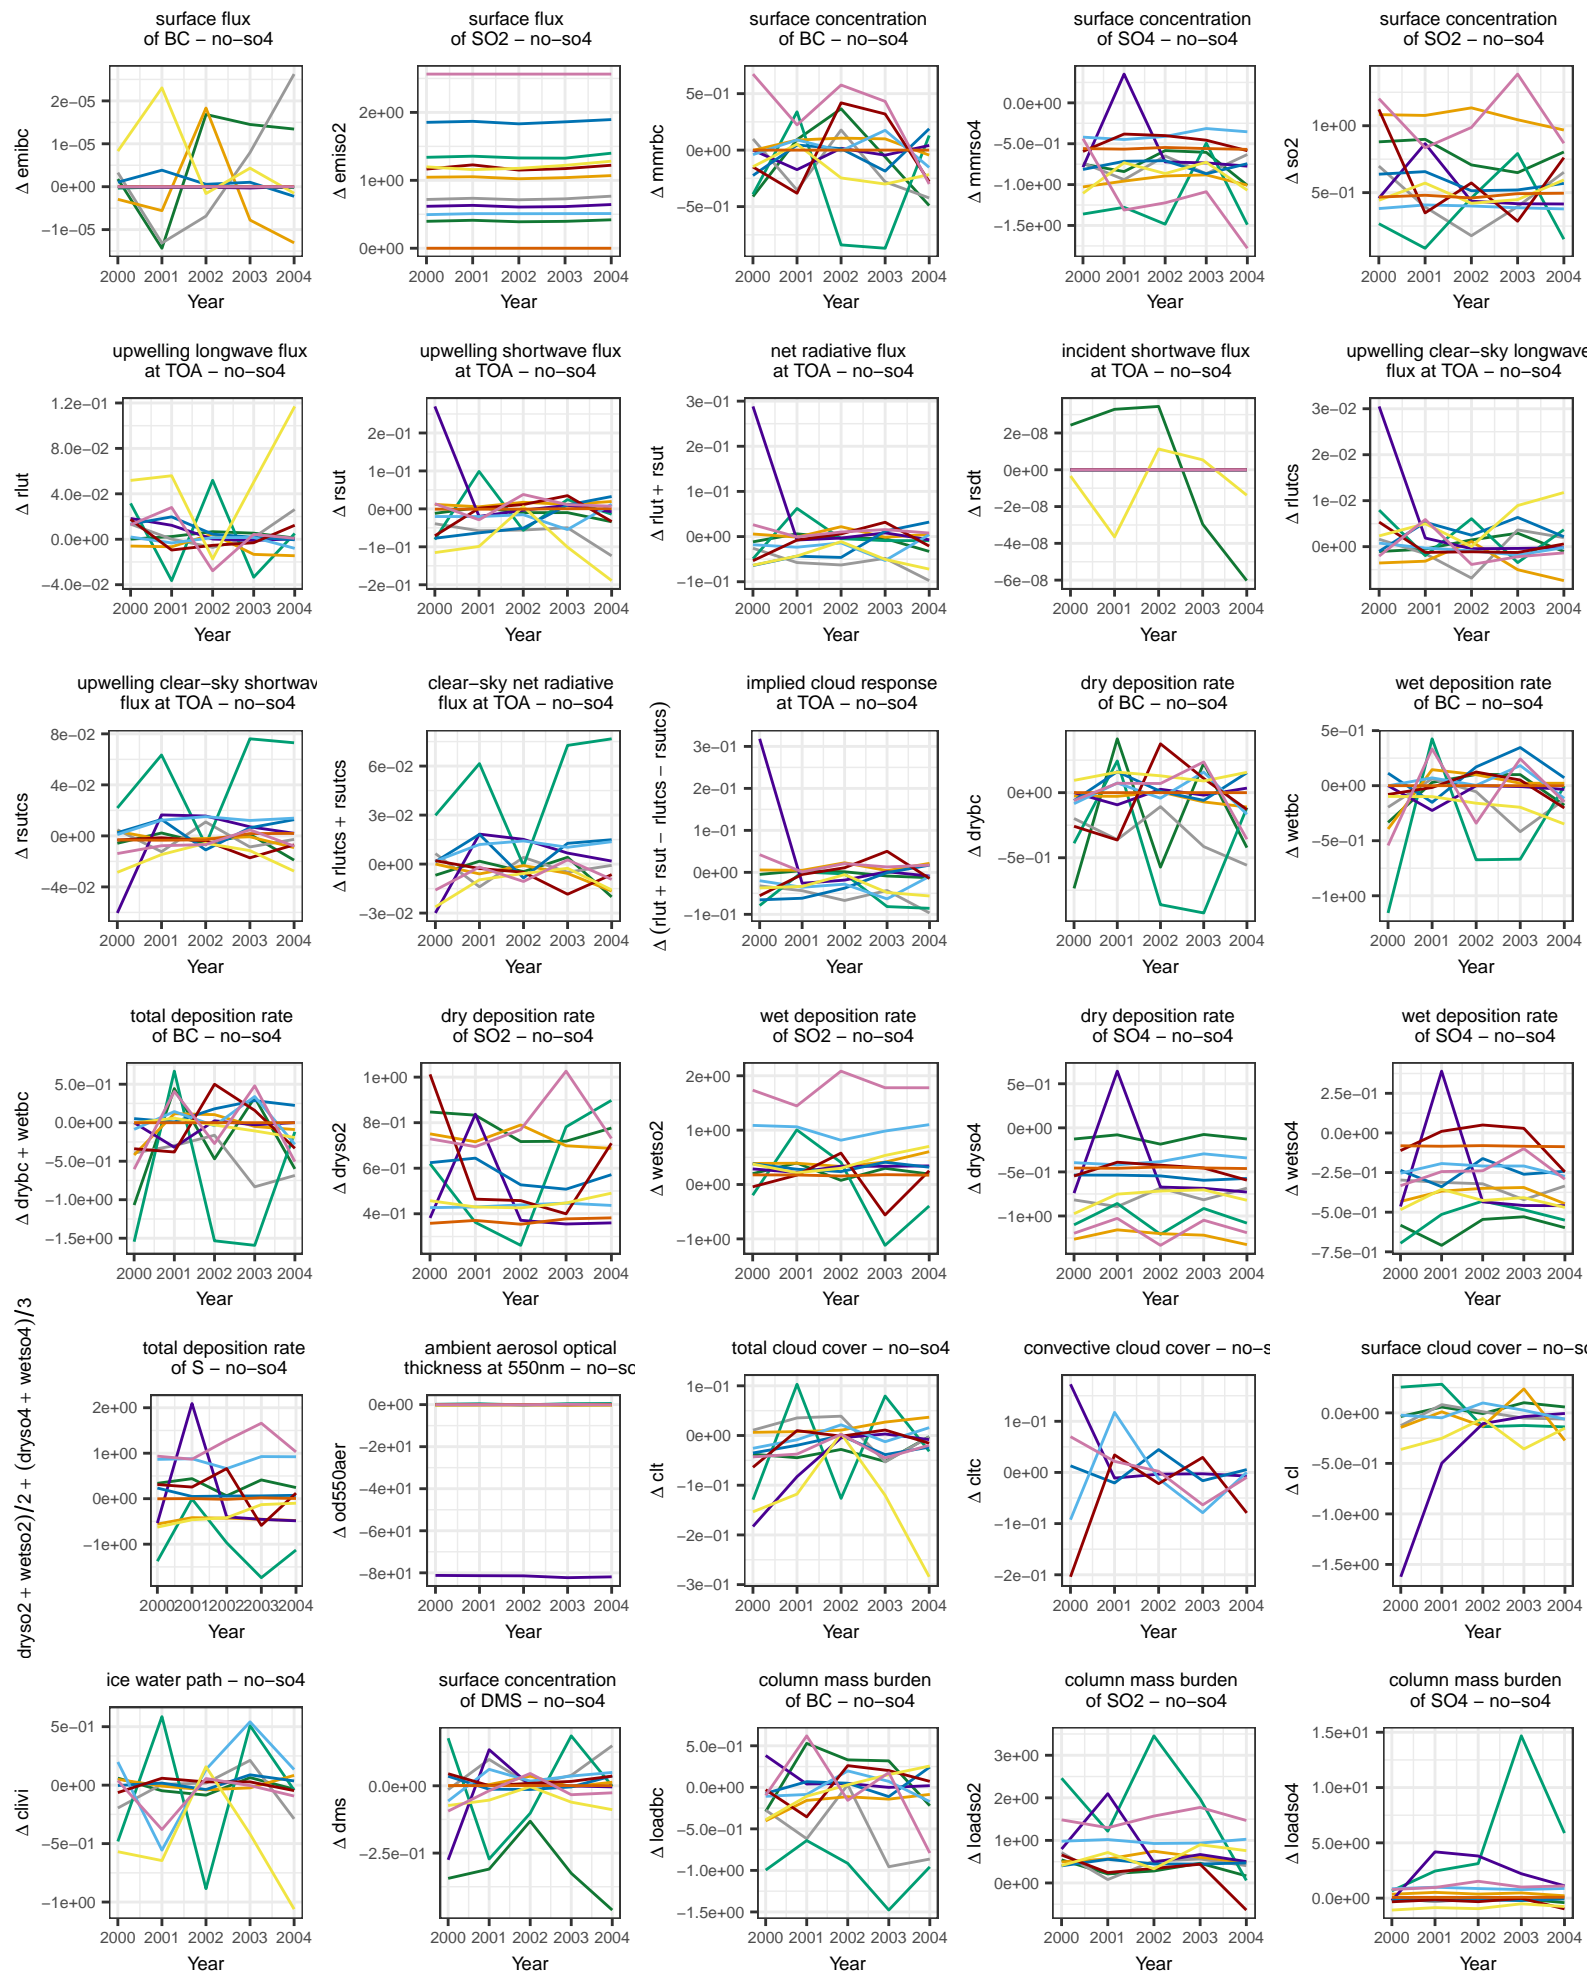 surface flux
of BC − no−so4
surface flux
of SO2 − no−so4
surface concentration
of BC − no−so4
surface concentration
of SO4 − no−so4
surface concentration
of SO2 − no−so4
Δ emibc
2e−05
1e−05
0e+00
−1e−05
2000 2001 2002 2003 2004
Year
Δ emiso2
2e+00
1e+00
0e+00
2000 2001 2002 2003 2004
Year
Δ mmrbc
5e−01
0e+00
−5e−01
2000 2001 2002 2003 2004
Year
Δ mmrso4
0.0e+00
−5.0e−01
−1.0e+00
−1.5e+00
2000 2001 2002 2003 2004
Year
Δ so2
1e+00
5e−01
2000 2001 2002 2003 2004
Year
upwelling longwave flux
at TOA − no−so4
upwelling shortwave flux
at TOA − no−so4
net radiative flux
at TOA − no−so4
incident shortwave flux
at TOA − no−so4
upwelling clear−sky longwave
flux at TOA − no−so4
Δ rlut
1.2e−01
8.0e−02
4.0e−02
0.0e+00
−4.0e−02
2000 2001 2002 2003 2004
Year
Δ rsut
2e−01
1e−01
0e+00
−1e−01
−2e−01
2000 2001 2002 2003 2004
Year
Δ rlut + rsut
3e−01
2e−01
1e−01
0e+00
−1e−01
2000 2001 2002 2003 2004
Year
Δ rsdt
2e−08
0e+00
−2e−08
−4e−08
−6e−08
2000 2001 2002 2003 2004
Year
Δ rlutcs
3e−02
2e−02
1e−02
0e+00
2000 2001 2002 2003 2004
Year
upwelling clear−sky shortwav
flux at TOA − no−so4
clear−sky net radiative
flux at TOA − no−so4
implied cloud response
at TOA − no−so4
dry deposition rate
of BC − no−so4
wet deposition rate
of BC − no−so4
Δ rsutcs
8e−02
4e−02
0e+00
−4e−02
2000 2001 2002 2003 2004
Year
Δ rlutcs + rsutcs
6e−02
3e−02
0e+00
−3e−02
2000 2001 2002 2003 2004
Year
Δ (rlut + rsut − rlutcs − rsutcs)
3e−01
2e−01
1e−01
0e+00
−1e−01
2000 2001 2002 2003 2004
Year
Δ drybc
0e+00
−5e−01
2000 2001 2002 2003 2004
Year
Δ wetbc
5e−01
0e+00
−5e−01
−1e+00
2000 2001 2002 2003 2004
Year
total deposition rate
of BC − no−so4
dry deposition rate
of SO2 − no−so4
wet deposition rate
of SO2 − no−so4
dry deposition rate
of SO4 − no−so4
wet deposition rate
of SO4 − no−so4
Δ drybc + wetbc
5.0e−01
0.0e+00
−5.0e−01
−1.0e+00
−1.5e+00
2000 2001 2002 2003 2004
Year
Δ dryso2
1e+00
8e−01
6e−01
4e−01
2000 2001 2002 2003 2004
Year
Δ wetso2
2e+00
1e+00
0e+00
−1e+00
2000 2001 2002 2003 2004
Year
Δ dryso4
5e−01
0e+00
−5e−01
−1e+00
2000 2001 2002 2003 2004
Year
Δ wetso4
2.5e−01
0.0e+00
−2.5e−01
−5.0e−01
−7.5e−01
2000 2001 2002 2003 2004
Year
total deposition rate
of S − no−so4
ambient aerosol optical
thickness at 550nm − no−so
total cloud cover − no−so4
convective cloud cover − no−s
surface cloud cover − no−so
dryso2 + wetso2)/2 + (dryso4 + wetso4)/3
2e+00
1e+00
0e+00
−1e+00
2000 2001 2002 2003 2004
Year
Δ od550aer
0e+00
−2e+01
−4e+01
−6e+01
−8e+01
2000 2001 2002 2003 2004
Year
Δ clt
1e−01
0e+00
−1e−01
−2e−01
−3e−01
2000 2001 2002 2003 2004
Year
Δ cltc
1e−01
0e+00
−1e−01
−2e−01
2000 2001 2002 2003 2004
Year
Δ cl
0.0e+00
−5.0e−01
−1.0e+00
−1.5e+00
2000 2001 2002 2003 2004
Year
ice water path − no−so4
surface concentration
of DMS − no−so4
column mass burden
of BC − no−so4
column mass burden
of SO2 − no−so4
column mass burden
of SO4 − no−so4
Δ clivi
5e−01
0e+00
−5e−01
−1e+00
2000 2001 2002 2003 2004
Year
Δ dms
0.0e+00
−2.5e−01
2000 2001 2002 2003 2004
Year
Δ loadbc
5.0e−01
0.0e+00
−5.0e−01
−1.0e+00
−1.5e+00
2000 2001 2002 2003 2004
Year
Δ loadso2
3e+00
2e+00
1e+00
0e+00
2000 2001 2002 2003 2004
Year
Δ loadso4
1.5e+01
1.0e+01
5.0e+00
0.0e+00
2000 2001 2002 2003 2004
Year